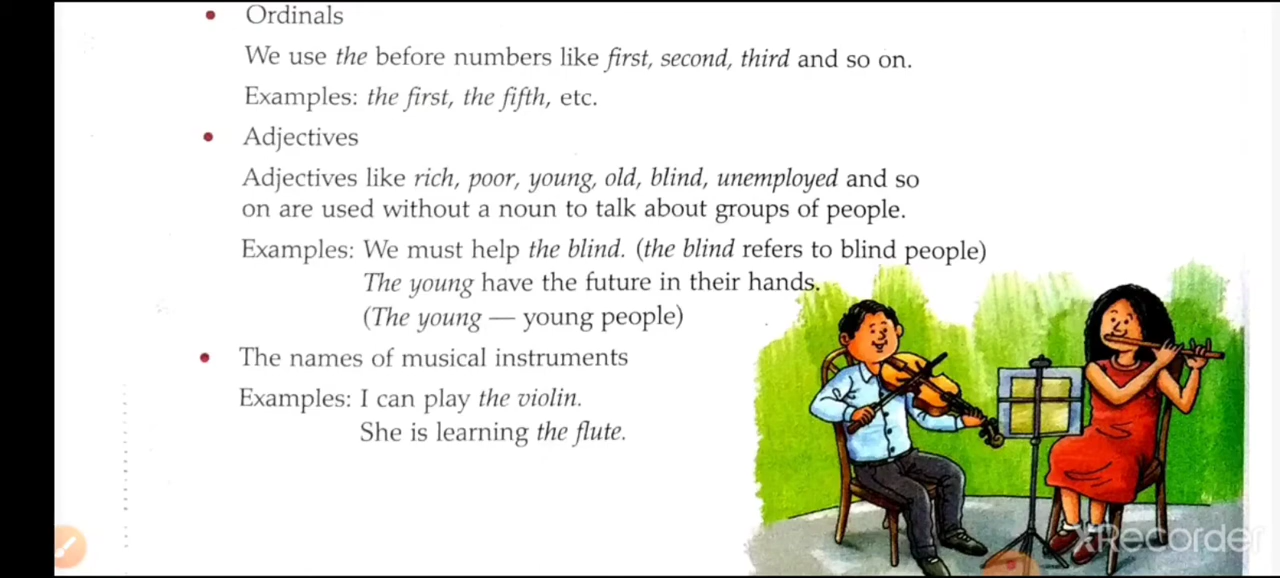 • Ordinals
We use the before numbers like first, second, third and so on.
Examples: the first, the fifth, etc.
• Adjectives
Adjectives like rich, poor, young, old, blind, unemployed and so
on are used without a noun to talk about groups of people.
Examples: We must help the blind. (the blind refers to blind people)
The young have the future in their hands.
(The young — young people)
• The names of musical instruments
Examples: I can play the violin.
She is learning the flute.
XRecorder